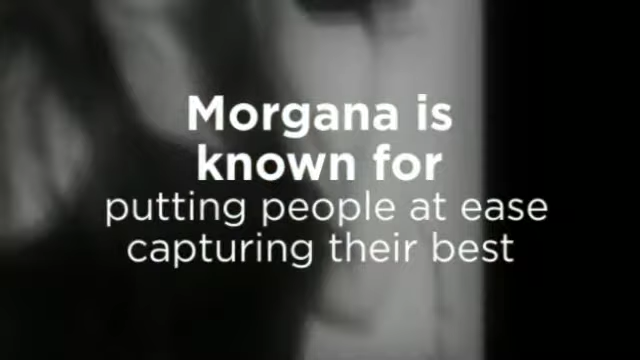 Morgana is
known for
putting people at ease
capturing their best